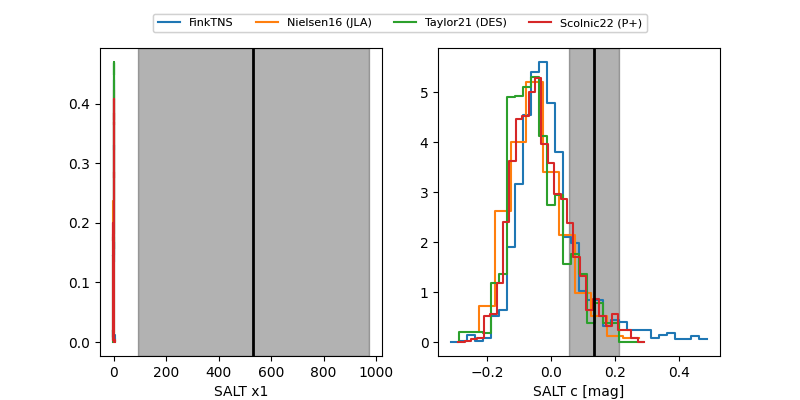 FinkTNS Nielsen16 (JLA) Taylor21 (DES) Scolnic22 (P+)
0.4
0.3
0.2
0.1
0.0
0 200 400 600 800 1000
SALT x1
5
4
3
2
1
0
−0.2 0.0 0.2 0.4
SALT c [mag]